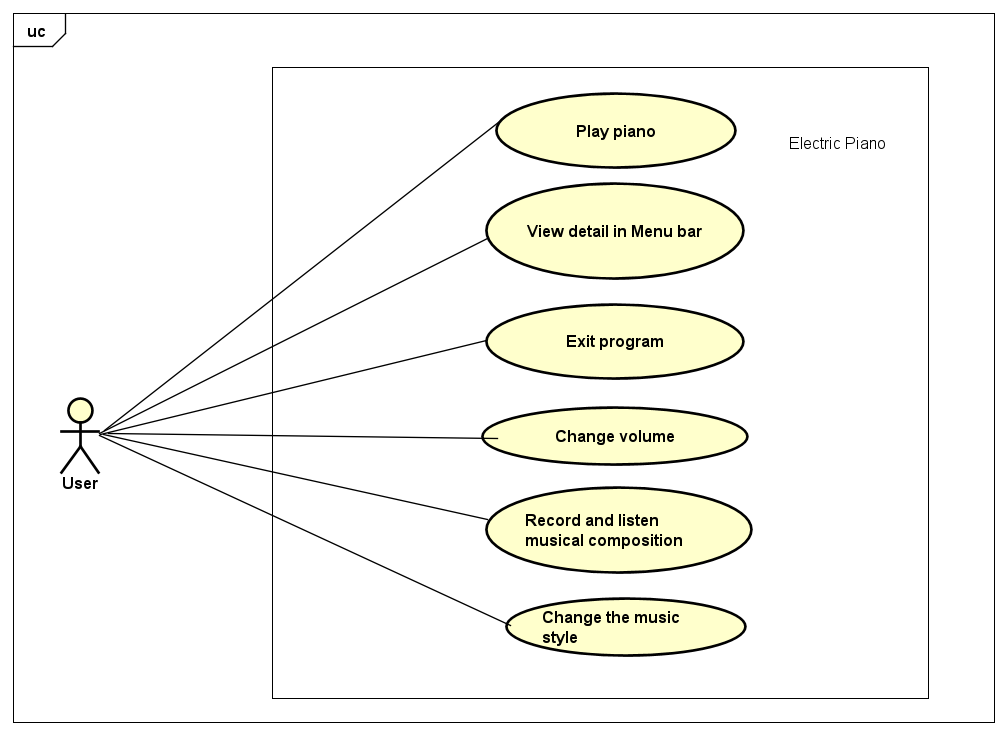 uc
Play piano
Electric Piano
View detail in Menu bar
Exit program
Change volume
User
Record and listen
musical composition
Change the music
style